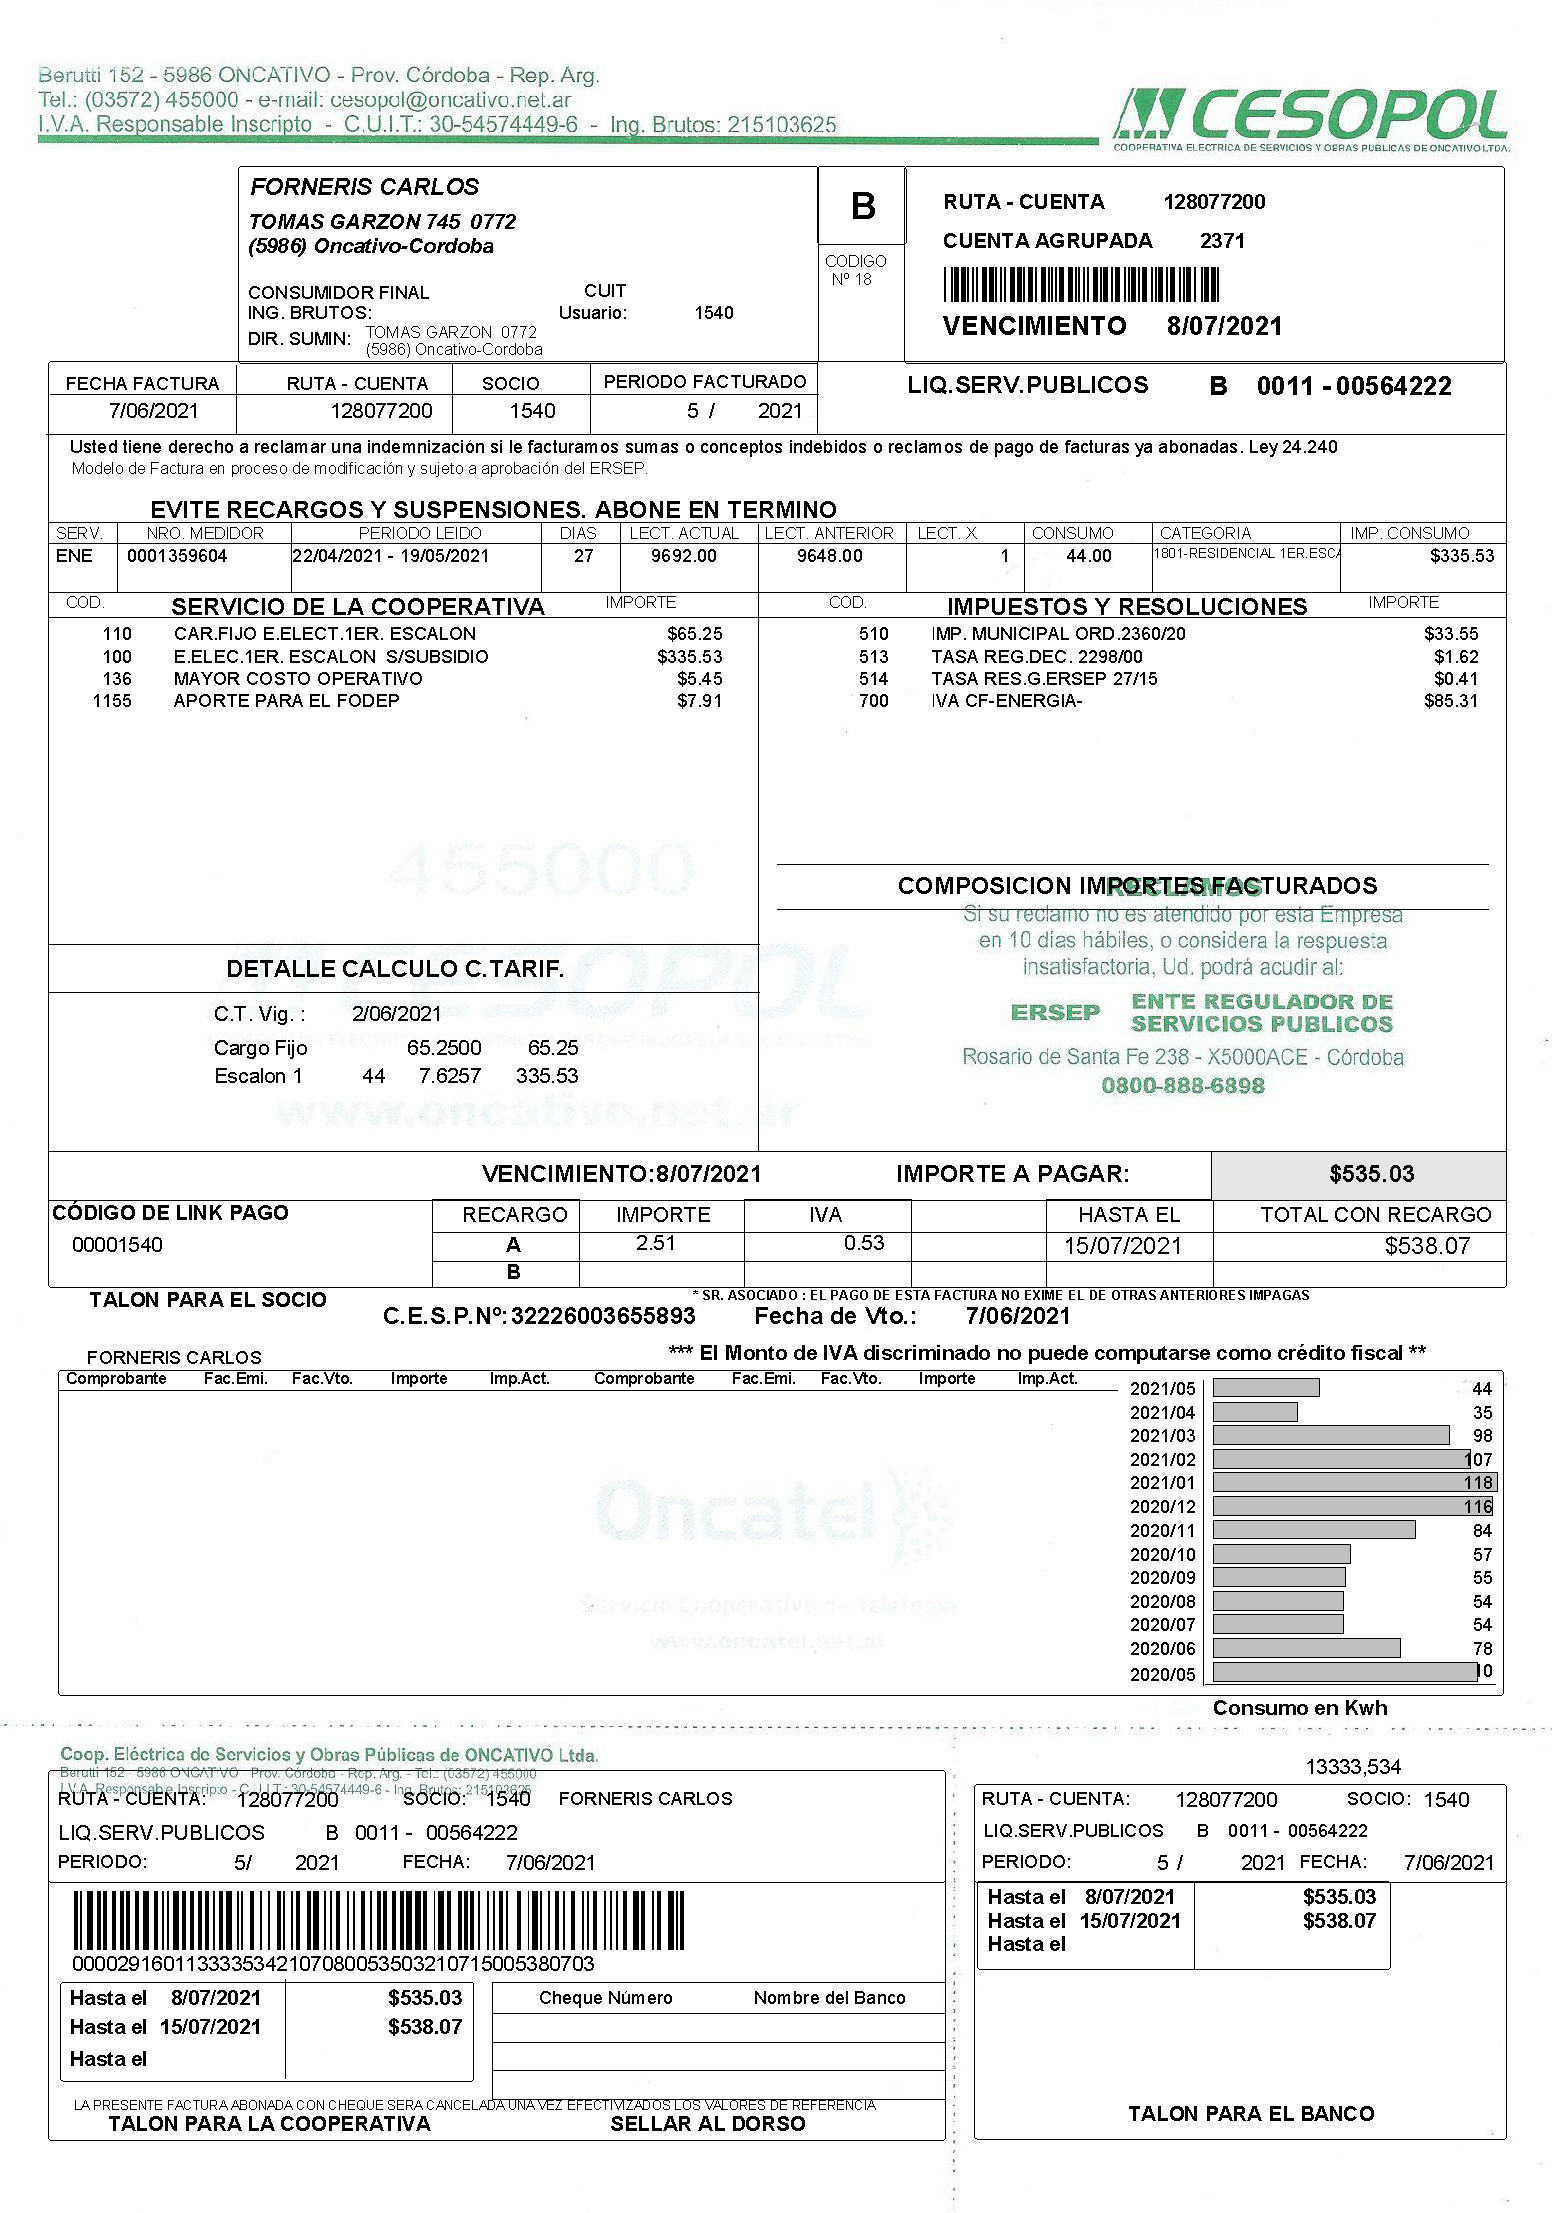 Berutti 152 - 5986 ONCATIVO - Prov. Córdoba - Rep. Arg.
Tel.: (03572) 455000 - e-mail: cesopol@oncativo.net.ar
I.V.A. Responsable Inscripto - C.U.I.T.: 30-54574449-6 - Ing. Brutos: 215103625
CESOPOL
COOPERATIVA ELECTRICA DE SERVICIOS Y OBRAS PUBLICAS DE ONCATIVO LTDA.
FORNERIS CARLOS
TOMAS GARZON 745 0772
(5986) Oncativo-Cordoba
CONSUMIDOR FINAL CUIT
ING. BRUTOS: Usuario: 1540
DIR. SUMIN: TOMAS GARZON 0772
(5986) Oncativo-Cordoba
B
CODIGO
Nº 18
RUTA - CUENTA 128077200
CUENTA AGRUPADA 2371
VENCIMIENTO 8/07/2021
FECHA FACTURA RUTA - CUENTA SOCIO PERIODO FACTURADO
7/06/2021 128077200 1540 5 / 2021
LIQ.SERV.PUBLICOS B 0011 - 00564222
Usted tiene derecho a reclamar una indemnización si le facturamos sumas o conceptos indebidos o reclamos de pago de facturas ya abonadas. Ley 24.240
Modelo de Factura en proceso de modificación y sujeto a aprobación del ERSEP.
EVITE RECARGOS Y SUSPENSIONES. ABONE EN TERMINO
SERV. NRO. MEDIDOR PERIODO LEIDO DIAS LECT. ACTUAL LECT. ANTERIOR LECT. X CONSUMO CATEGORIA IMP. CONSUMO
ENE 0001359604 22/04/2021 - 19/05/2021 27 9692.00 9648.00 1 44.00 1801-RESIDENCIAL 1ER.ESCA $335.53
COD. SERVICIO DE LA COOPERATIVA IMPORTE COD. IMPUESTOS Y RESOLUCIONES IMPORTE
110 CAR.FIJO E.ELECT.1ER. ESCALON $65.25 510 IMP. MUNICIPAL ORD.2360/20 $33.55
100 E.ELEC.1ER. ESCALON S/SUBSIDIO $335.53 513 TASA REG.DEC. 2298/00 $1.62
136 MAYOR COSTO OPERATIVO $5.45 514 TASA RES.G.ERSEP 27/15 $0.41
1155 APORTE PARA EL FODEP $7.91 700 IVA CF-ENERGIA- $85.31
455000
CESOPOL
www.oncativo.net.ar
COMPOSICION IMPORTES FACTURADOS
RECLAMOS
Si su reclamo no es atendido por esta Empresa
en 10 días hábiles, o considera la respuesta
insatisfactoria, Ud. podrá acudir al:
ERSEP ENTE REGULADOR DE
SERVICIOS PUBLICOS
Rosario de Santa Fe 238 - X5000ACE - Córdoba
0800-888-6898
DETALLE CALCULO C.TARIF.
C.T. Vig. : 2/06/2021
Cargo Fijo 65.2500 65.25
Escalon 1 44 7.6257 335.53
VENCIMIENTO:8/07/2021 IMPORTE A PAGAR: $535.03
CÓDIGO DE LINK PAGO RECARGO IMPORTE IVA HASTA EL TOTAL CON RECARGO
00001540 A 2.51 0.53 15/07/2021 $538.07
B
TALON PARA EL SOCIO
* SR. ASOCIADO : EL PAGO DE ESTA FACTURA NO EXIME EL DE OTRAS ANTERIORES IMPAGAS
C.E.S.P.Nº: 32226003655893 Fecha de Vto.: 7/06/2021
FORNERIS CARLOS *** El Monto de IVA discriminado no puede computarse como crédito fiscal **
Comprobante Fac.Emi. Fac.Vto. Importe Imp.Act. Comprobante Fac.Emi. Fac.Vto. Importe Imp.Act.
2021/05 44
2021/04 35
2021/03 98
2021/02 107
2021/01 118
2020/12 116
2020/11 84
2020/10 57
2020/09 55
2020/08 54
2020/07 54
2020/06 78
2020/05 10
Consumo en Kwh
Oncatel
Servicio Cooperativo de Telefonía
www.oncatel.net.ar
Coop. Eléctrica de Servicios y Obras Públicas de ONCATIVO Ltda.
Berutti 152 - 5986 ONCATIVO - Prov. Córdoba - Rep. Arg. - Tel.: (03572) 455000
I.V.A. Responsable Inscripto - C.U.I.T.: 30-54574449-6 - Ing. Brutos: 215103625
RUTA - CUENTA: 128077200 SOCIO: 1540 FORNERIS CARLOS
LIQ.SERV.PUBLICOS B 0011 - 00564222
PERIODO: 5/ 2021 FECHA: 7/06/2021
00002916011333353421070800535032107150053​80703
Hasta el 8/07/2021 $535.03
Hasta el 15/07/2021 $538.07
Hasta el
Cheque Número Nombre del Banco
LA PRESENTE FACTURA ABONADA CON CHEQUE SERA CANCELADA UNA VEZ EFECTIVIZADOS LOS VALORES DE REFERENCIA
TALON PARA LA COOPERATIVA SELLAR AL DORSO
13333,534
RUTA - CUENTA: 128077200 SOCIO: 1540
LIQ.SERV.PUBLICOS B 0011 - 00564222
PERIODO: 5 / 2021 FECHA: 7/06/2021
Hasta el 8/07/2021 $535.03
Hasta el 15/07/2021 $538.07
Hasta el
TALON PARA EL BANCO